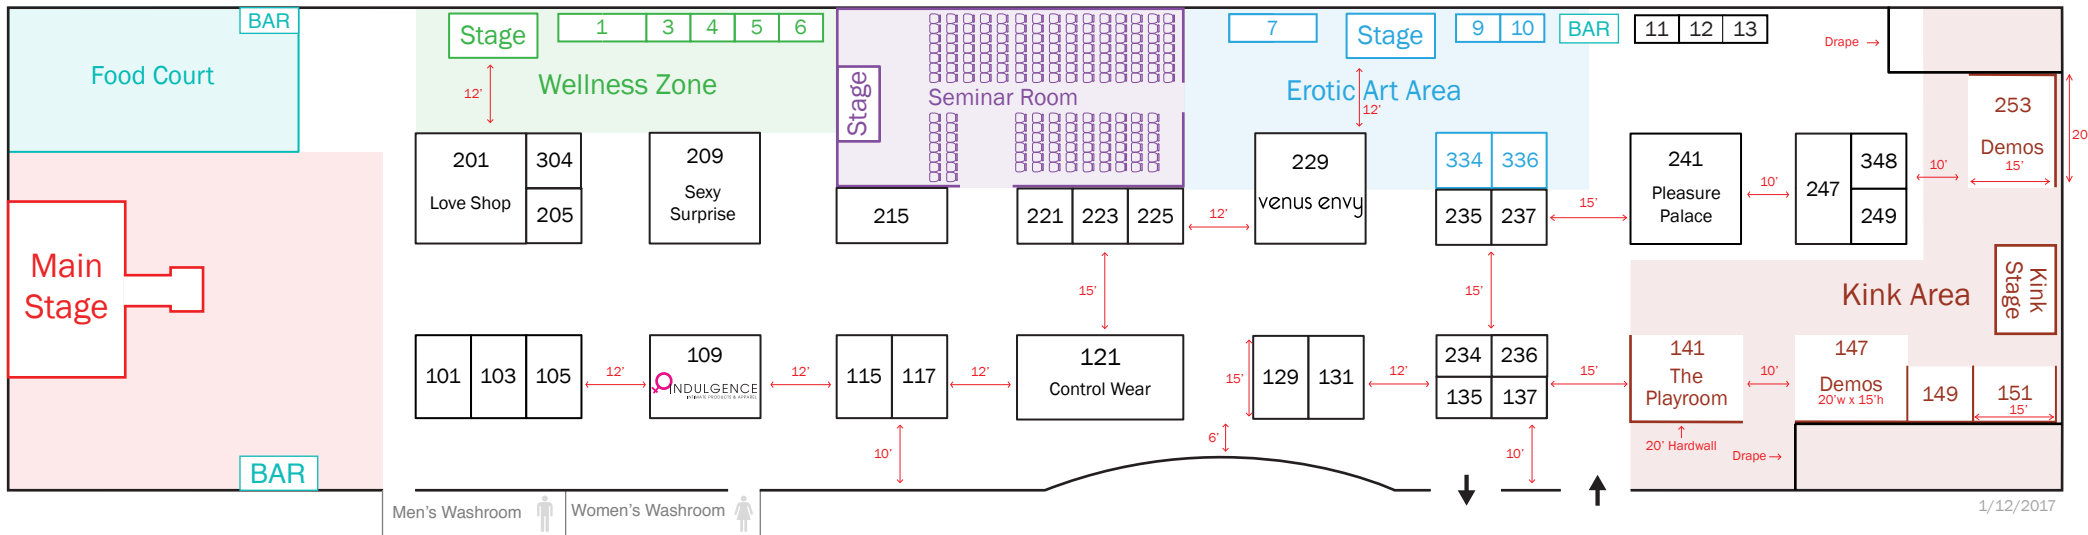 BAR
Food Court
Stage
1
3
4
5
6
12'
Wellness Zone
Stage
Seminar Room
7
Stage
9
10
BAR
11
12
13
Erotic Art Area
12'
Drape
253
Demos
15'
20
201
Love Shop
304
205
209
Sexy
Surprise
215
221
223
225
12'
229
venus envy
334
336
235
237
15'
241
Pleasure
Palace
10'
247
348
249
10'
Main
Stage
15'
15'
Kink Area
Kink
Stage
101
103
105
12'
109
INDULGENCE
INTIMATE PRODUCTS & APPAREL
12'
115
117
12'
121
Control Wear
15'
129
131
12'
234
236
135
137
15'
141
The
Playroom
10'
147
Demos
20'w x 15'h
149
151
15'
BAR
10'
6'
10'
20' Hardwall
Drape
Men's Washroom
Women's Washroom
1/12/2017